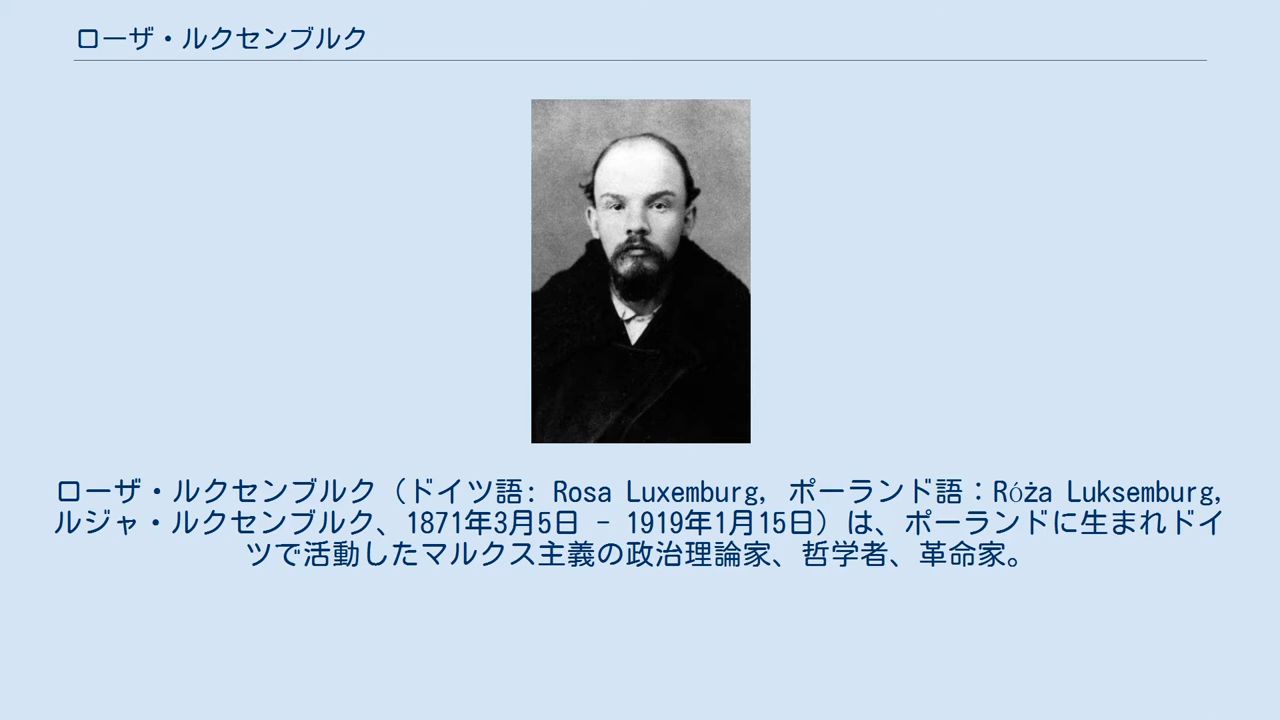 ローザ・ルクセンブルク
ローザ・ルクセンブルク（ドイツ語: Rosa Luxemburg, ポーランド語：Róża Luksemburg,
ルジャ・ルクセンブルク、1871年3月5日 - 1919年1月15日）は、ポーランドに生まれドイ
ツで活動したマルクス主義の政治理論家、哲学者、革命家。